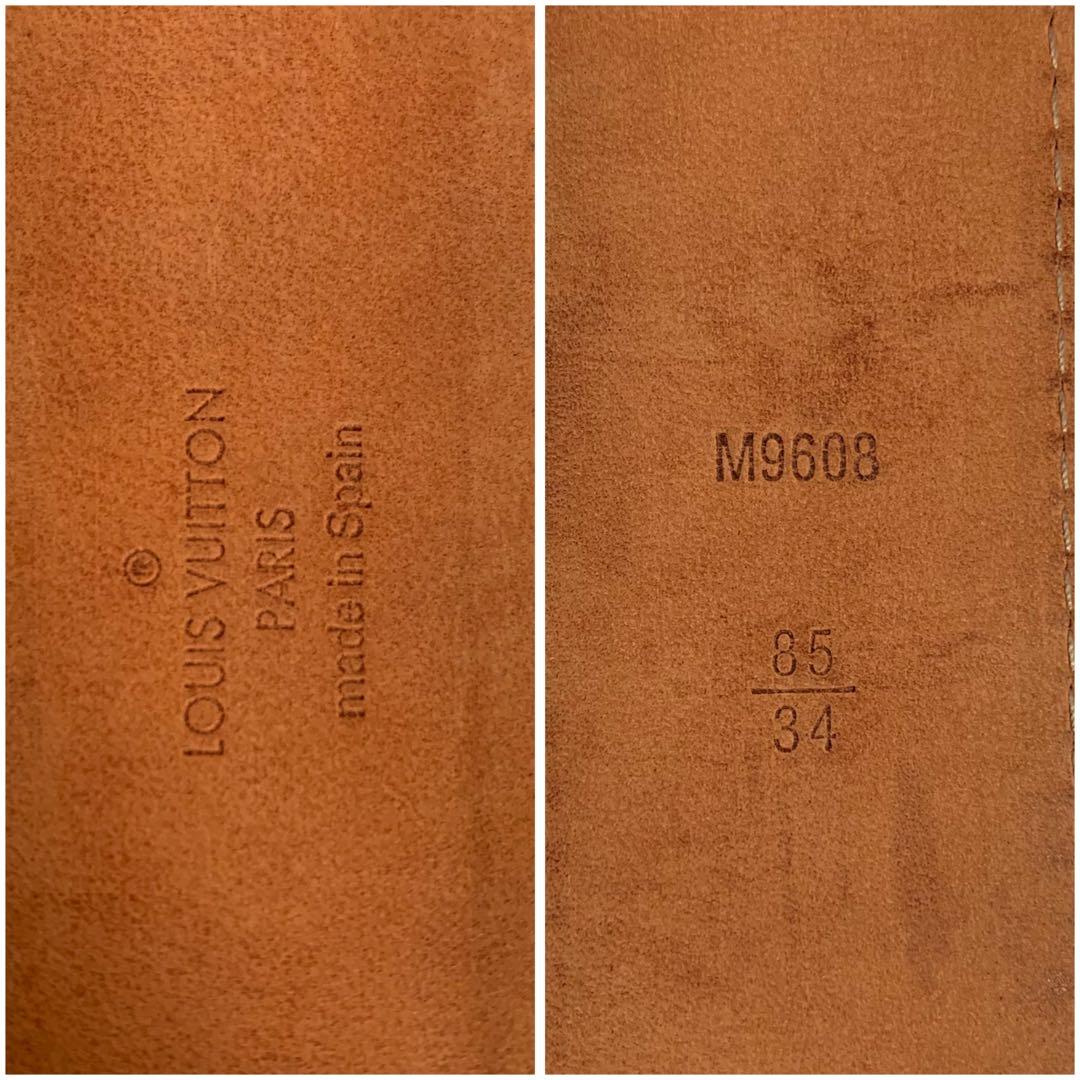 ®
LOUIS VUITTON
PARIS
made in Spain
M9608
85
34